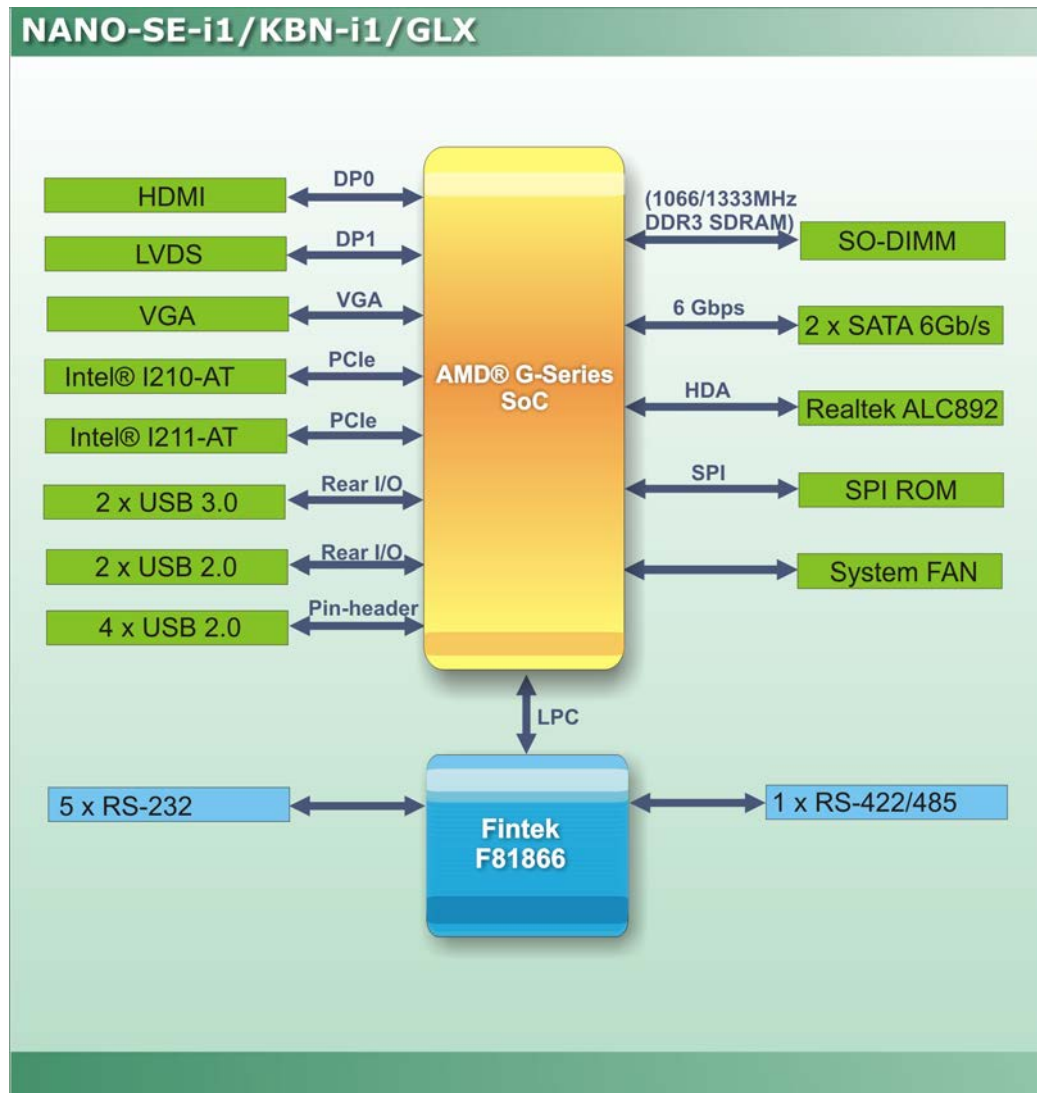 NANO-SE-i1/KBN-i1/GLX
HDMI
DP0
LVDS
DP1
VGA
VGA
Intel® I210-AT
PCIe
Intel® I211-AT
PCIe
2 x USB 3.0
Rear I/O
2 x USB 2.0
Rear I/O
4 x USB 2.0
Pin-header
AMD® G-Series
SoC
(1066/1333MHz
DDR3 SDRAM)
SO-DIMM
6 Gbps
2 x SATA 6Gb/s
HDA
Realtek ALC892
SPI
SPI ROM
System FAN
LPC
5 x RS-232
Fintek
F81866
1 x RS-422/485